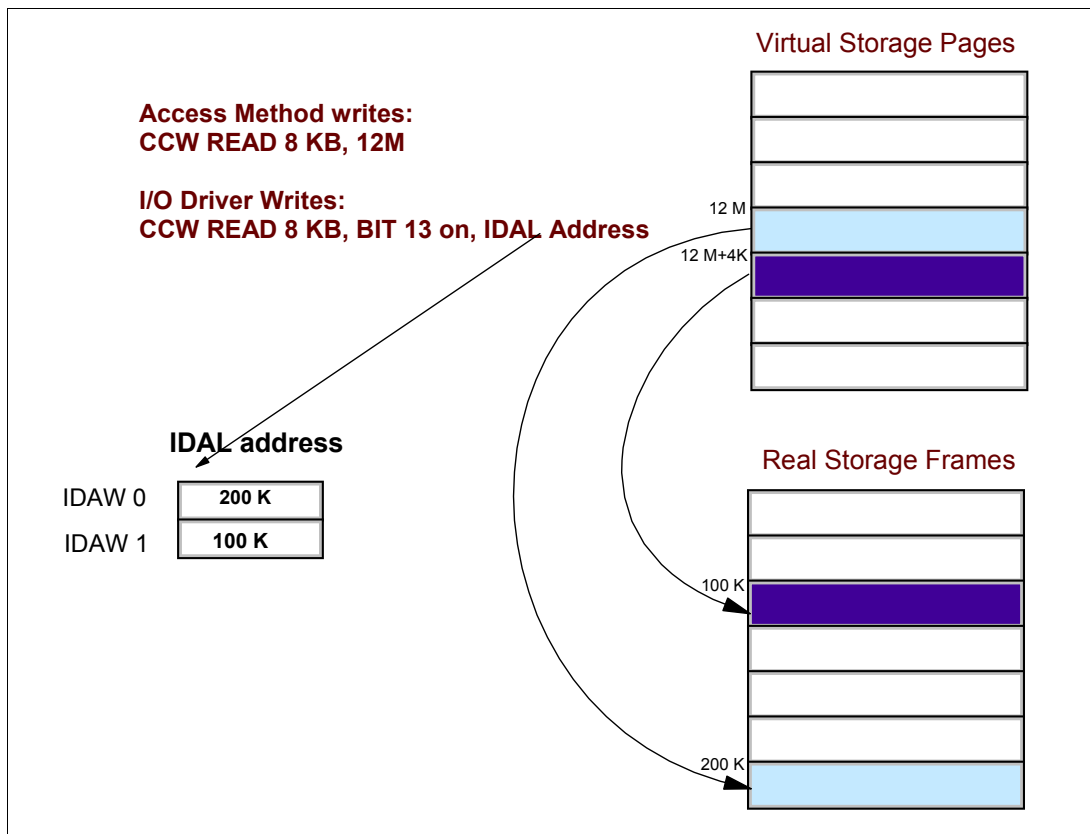 Virtual Storage Pages
Access Method writes:
CCW READ 8 KB, 12M
I/O Driver Writes:
CCW READ 8 KB, BIT 13 on, IDAL Address
12 M
12 M+4K
IDAL address
IDAW 0
200 K
IDAW 1
100 K
Real Storage Frames
100 K
200 K